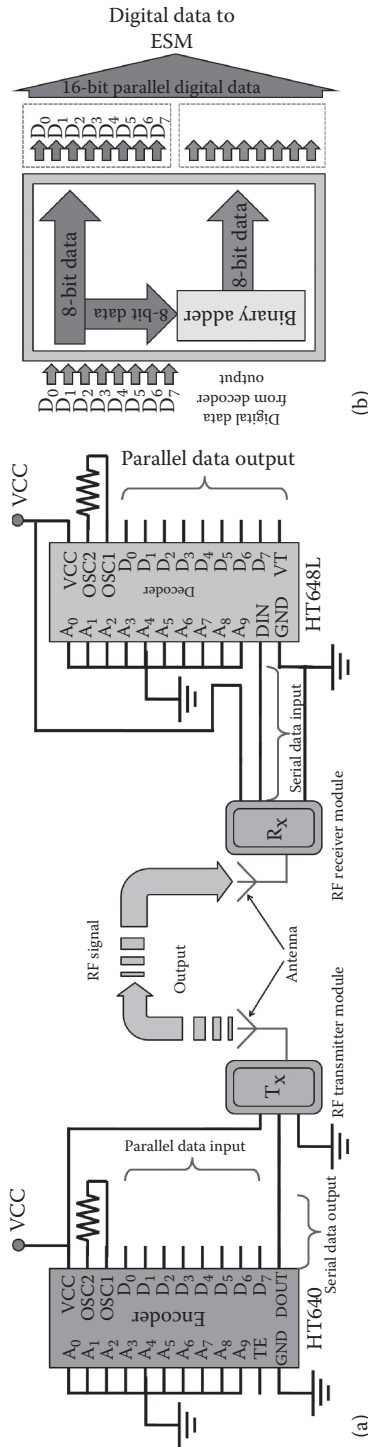 VCC
A0
A1
A2
A3
A4
A5
A6
A7
A8
A9
TE
GND
Encoder
VCC
OSC2
OSC1
D0
D1
D2
D3
D4
D5
D6
D7
DOUT
HT640
Parallel data input
Serial data output
Tx
RF transmitter module
RF signal
Output
Antenna
Rx
RF receiver module
Serial data input
VCC
A0
A1
A2
A3
A4
A5
A6
A7
A8
A9
DIN
GND
Decoder
VCC
OSC2
OSC1
D0
D1
D2
D3
D4
D5
D6
D7
VT
HT648L
Parallel data output
(a)
D0
D1
D2
D3
D4
D5
D6
D7
Digital data
from decoder
output
8-bit data
8-bit data
Binary adder
8-bit data
D0
D1
D2
D3
D4
D5
D6
D7
16-bit parallel digital data
Digital data to
ESM
(b)